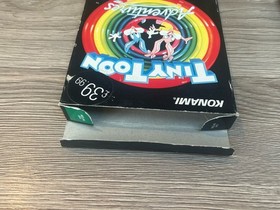 KONAMI.
TINY TOON
Adventures
£39.99